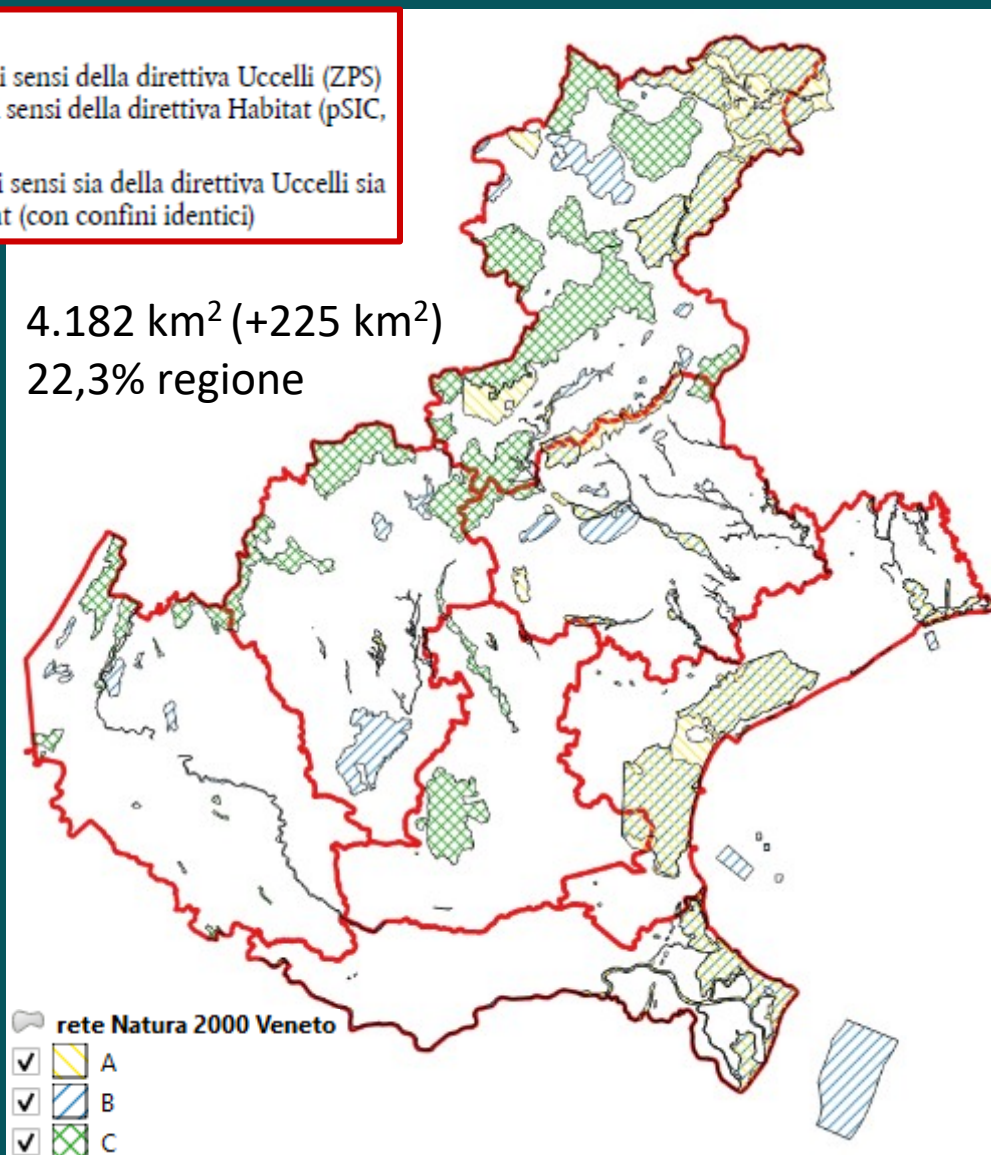 i sensi della direttiva Uccelli (ZPS)
sensi della direttiva Habitat (pSIC,
i sensi sia della direttiva Uccelli sia
t (con confini identici)
4.182 km² (+225 km²)
22,3% regione
rete Natura 2000 Veneto
A
B
C